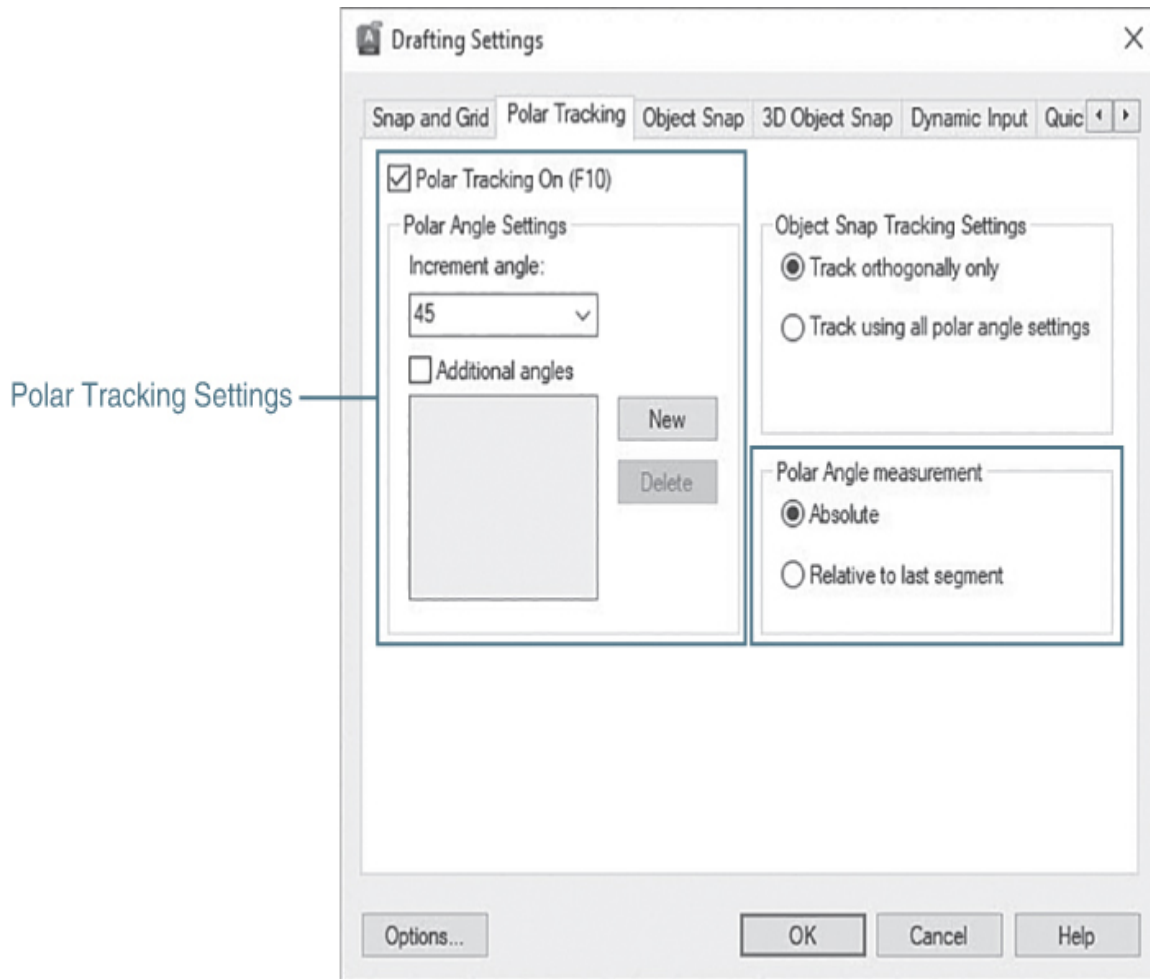 Drafting Settings
Snap and Grid
Polar Tracking
Object Snap
3D Object Snap
Dynamic Input
Quic
Polar Tracking On (F10)
Polar Angle Settings
Increment angle:
45
Additional angles
New
Delete
Object Snap Tracking Settings
Track orthogonally only
Track using all polar angle settings
Polar Angle measurement
Absolute
Relative to last segment
Polar Tracking Settings
Options...
OK
Cancel
Help